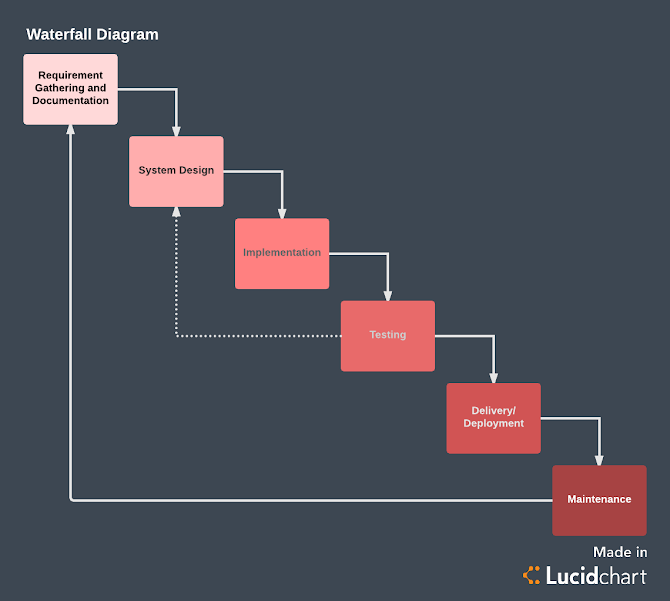 Waterfall Diagram
Requirement
Gathering and
Documentation
System Design
Implementation
Testing
Delivery/
Deployment
Maintenance
Made in
Lucidchart